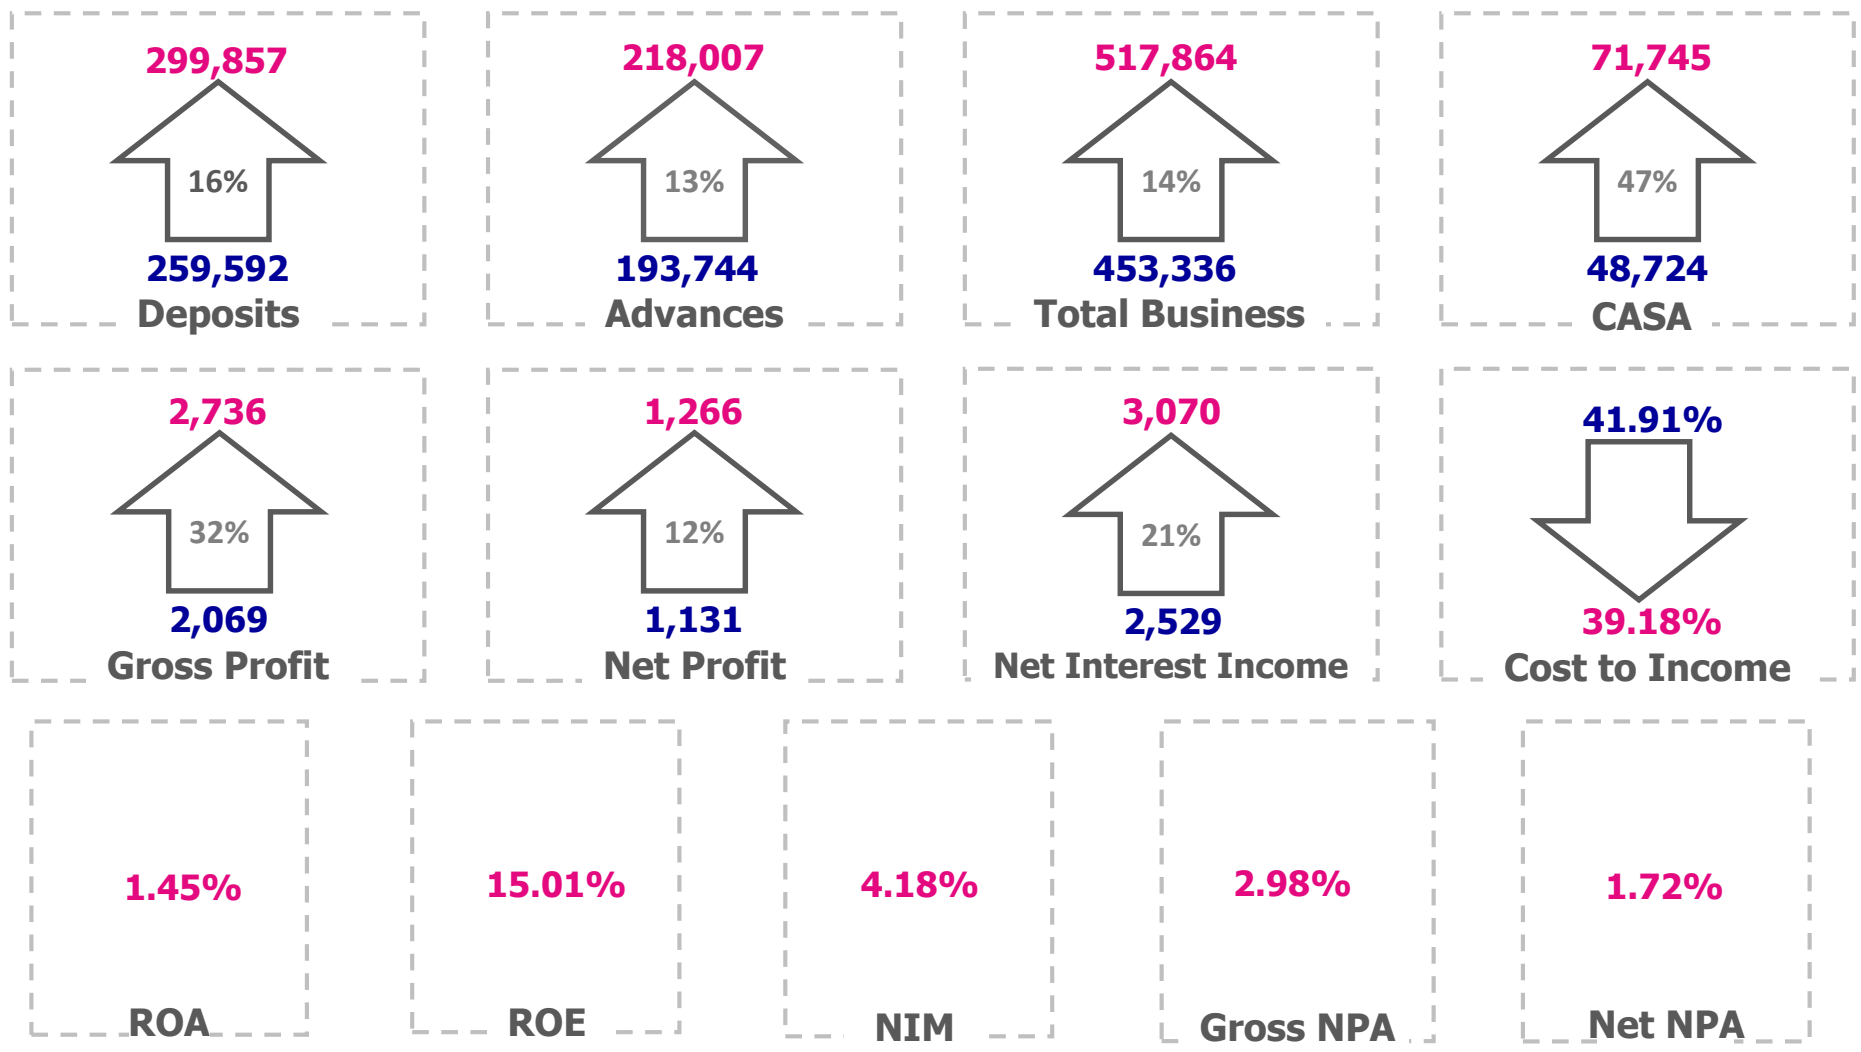 299,857
16%
259,592
Deposits
218,007
13%
193,744
Advances
517,864
14%
453,336
Total Business
71,745
47%
48,724
CASA
2,736
32%
2,069
Gross Profit
1,266
12%
1,131
Net Profit
3,070
21%
2,529
Net Interest Income
41.91%
39.18%
Cost to Income
1.45%
ROA
15.01%
ROE
4.18%
NIM
2.98%
Gross NPA
1.72%
Net NPA